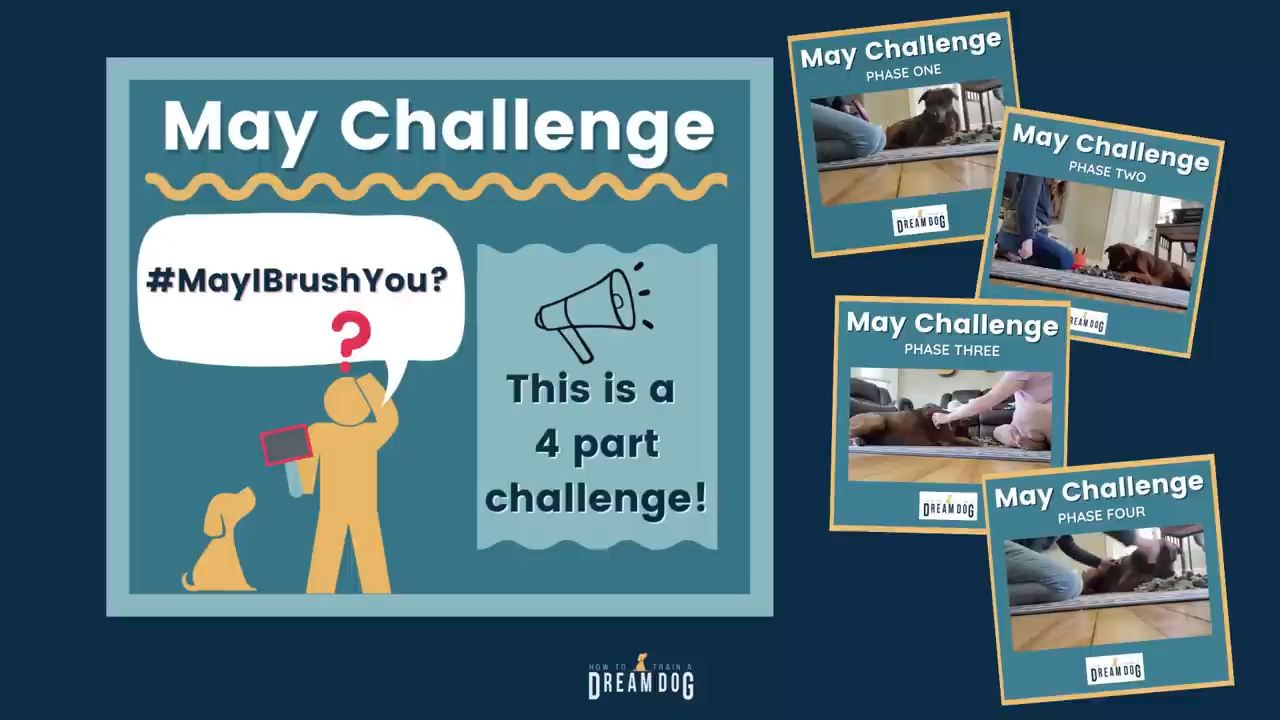 May Challenge
#MayIBrushYou?
?
This is a
4 part
challenge!
May Challenge
PHASE ONE
DREAM DOG
May Challenge
PHASE TWO
REAM DOG
May Challenge
PHASE THREE
DREAM DOG
May Challenge
PHASE FOUR
DREAM DOG
HOW TO TRAIN A
DREAM DOG